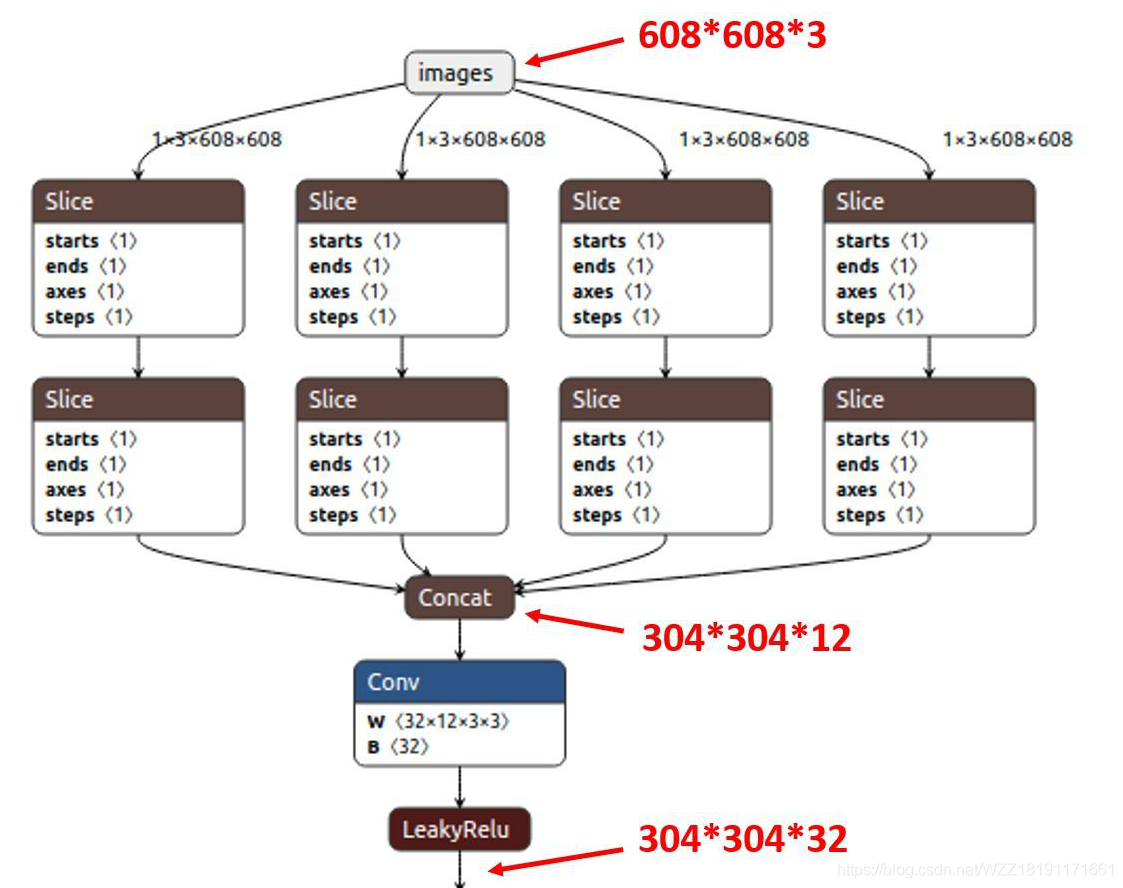 608*608*3
images
1×3×608×608 1×3×608×608 1×3×608×608 1×3×608×608
Slice Slice Slice Slice
starts 〈1〉 starts 〈1〉 starts 〈1〉 starts 〈1〉
ends 〈1〉 ends 〈1〉 ends 〈1〉 ends 〈1〉
axes 〈1〉 axes 〈1〉 axes 〈1〉 axes 〈1〉
steps 〈1〉 steps 〈1〉 steps 〈1〉 steps 〈1〉
Slice Slice Slice Slice
starts 〈1〉 starts 〈1〉 starts 〈1〉 starts 〈1〉
ends 〈1〉 ends 〈1〉 ends 〈1〉 ends 〈1〉
axes 〈1〉 axes 〈1〉 axes 〈1〉 axes 〈1〉
steps 〈1〉 steps 〈1〉 steps 〈1〉 steps 〈1〉
Concat
304*304*12
Conv
W 〈32×12×3×3〉
B 〈32〉
LeakyRelu
304*304*32
https://blog.csdn.net/WZZ18191171661